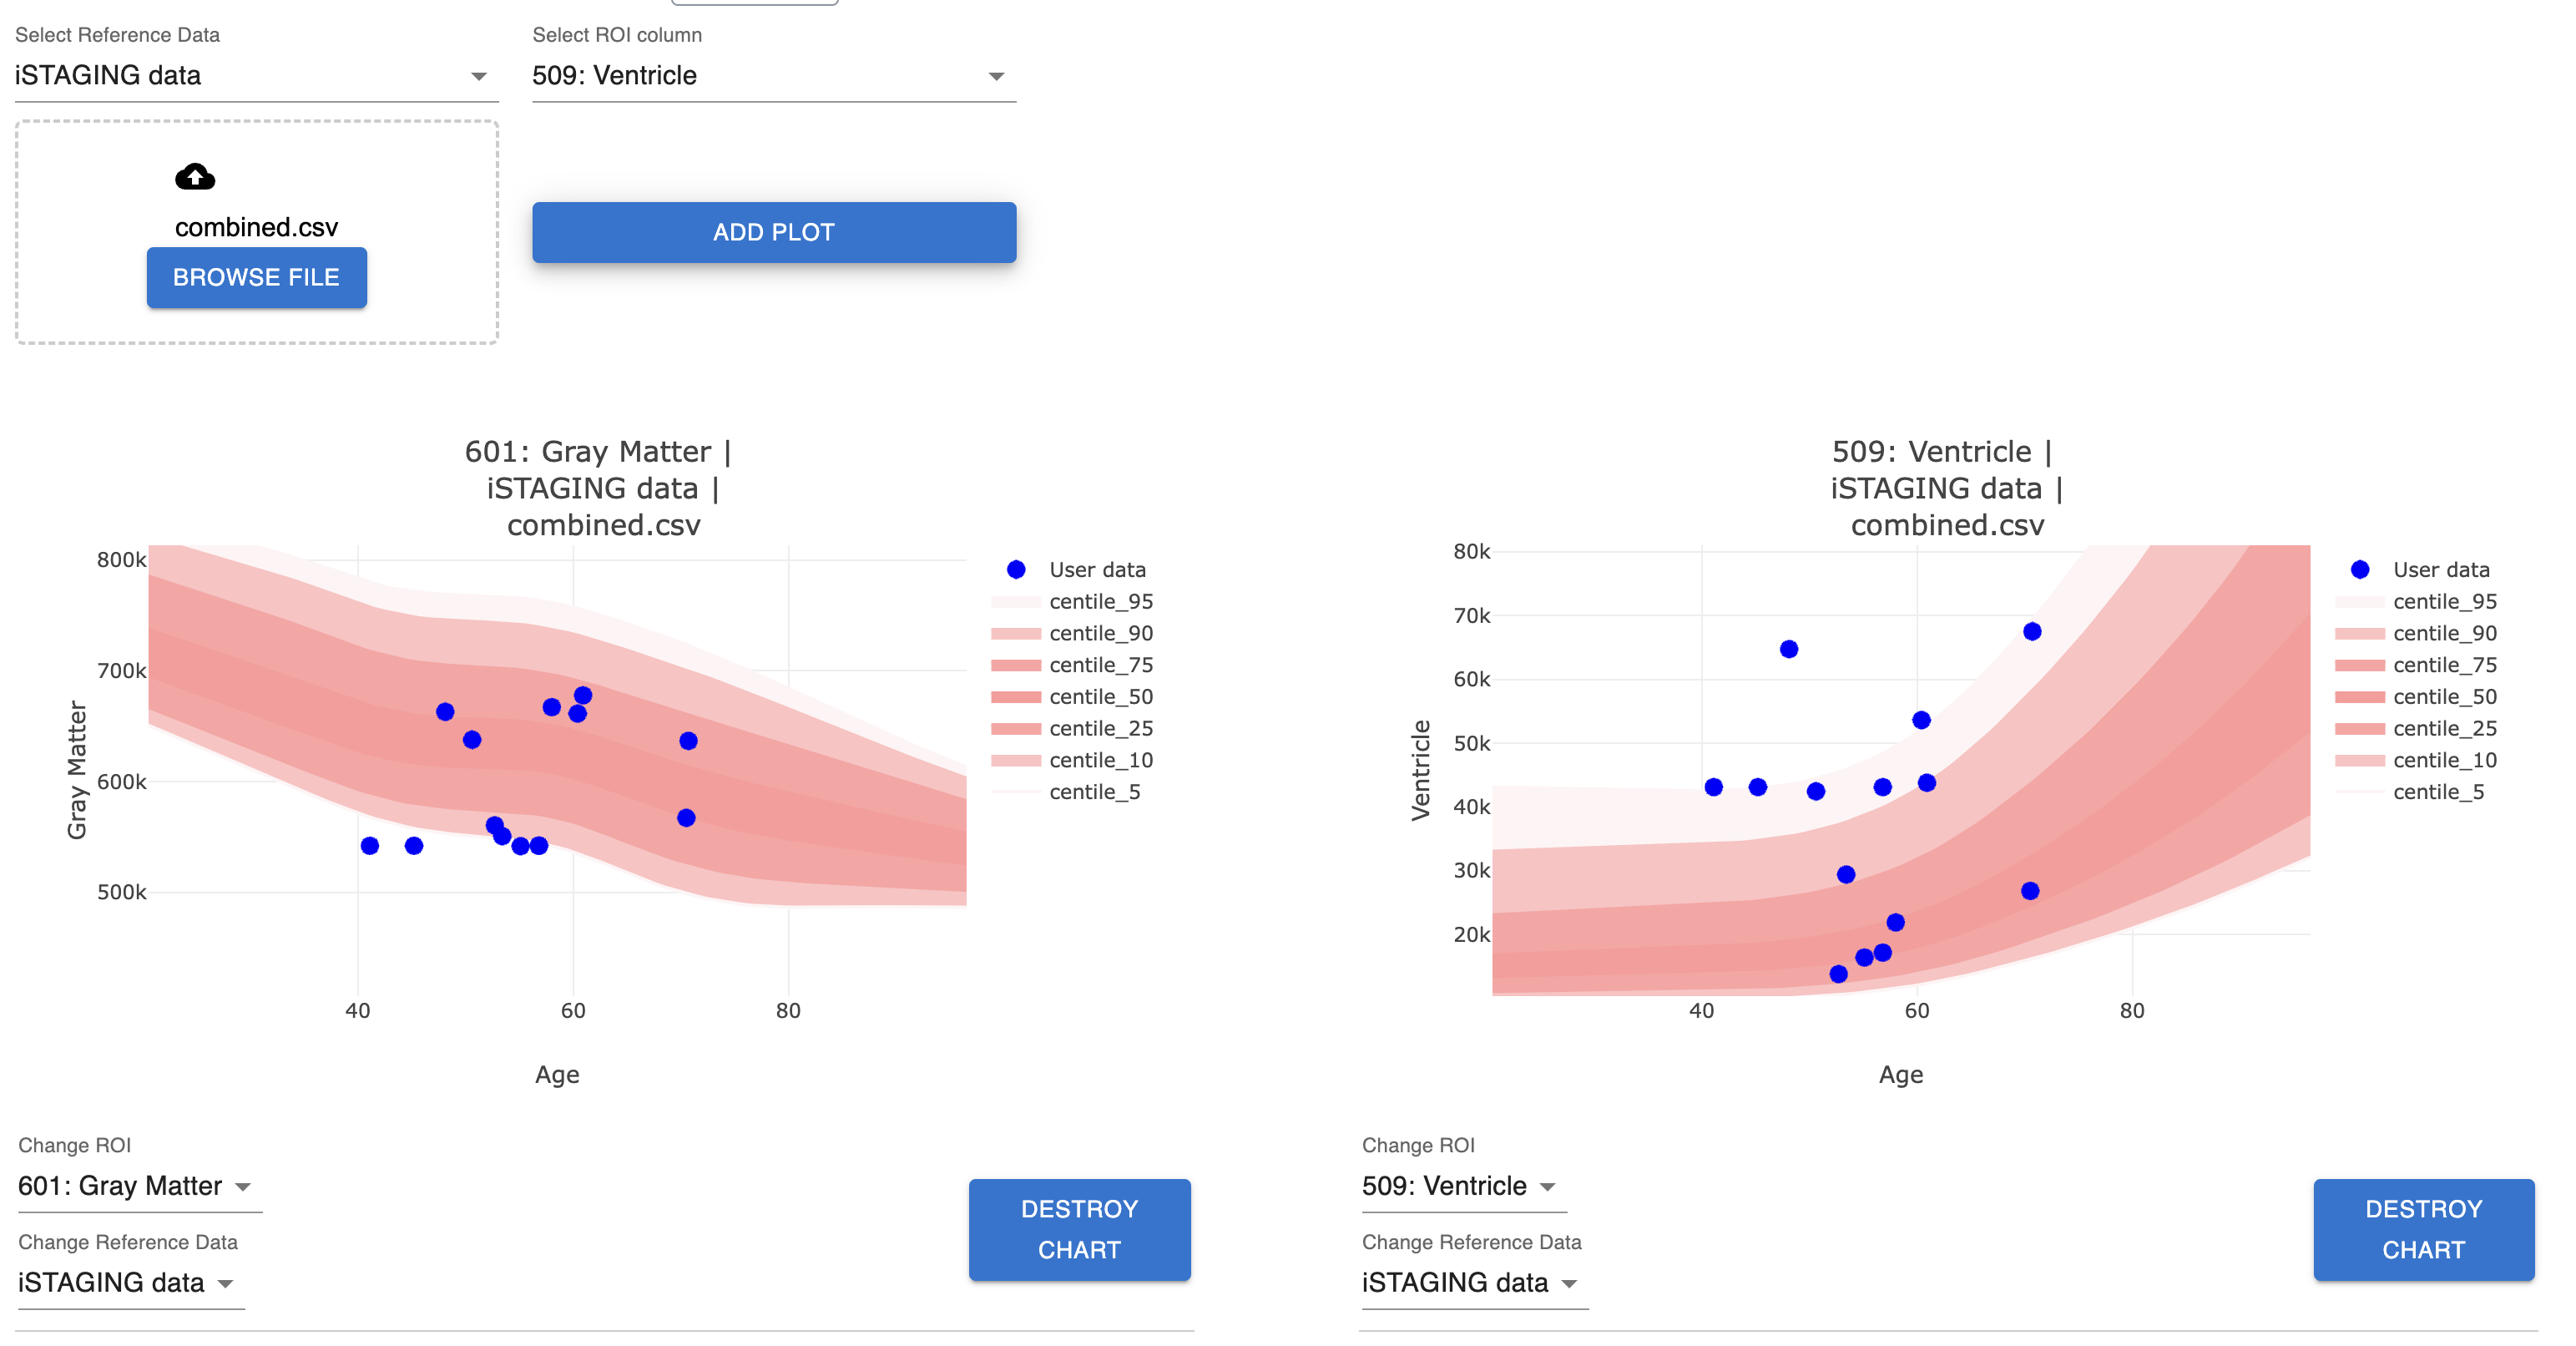 Select Reference Data
Select ROI column
iSTAGING data
509: Ventricle
combined.csv
BROWSE FILE
ADD PLOT
601: Gray Matter |
iSTAGING data |
combined.csv
800k
700k
600k
500k
Gray Matter
40
60
80
Age
User data
centile_95
centile_90
centile_75
centile_50
centile_25
centile_10
centile_5
509: Ventricle |
iSTAGING data |
combined.csv
80k
70k
60k
50k
40k
30k
20k
Ventricle
40
60
80
Age
User data
centile_95
centile_90
centile_75
centile_50
centile_25
centile_10
centile_5
Change ROI
601: Gray Matter
Change Reference Data
iSTAGING data
DESTROY
CHART
Change ROI
509: Ventricle
Change Reference Data
iSTAGING data
DESTROY
CHART